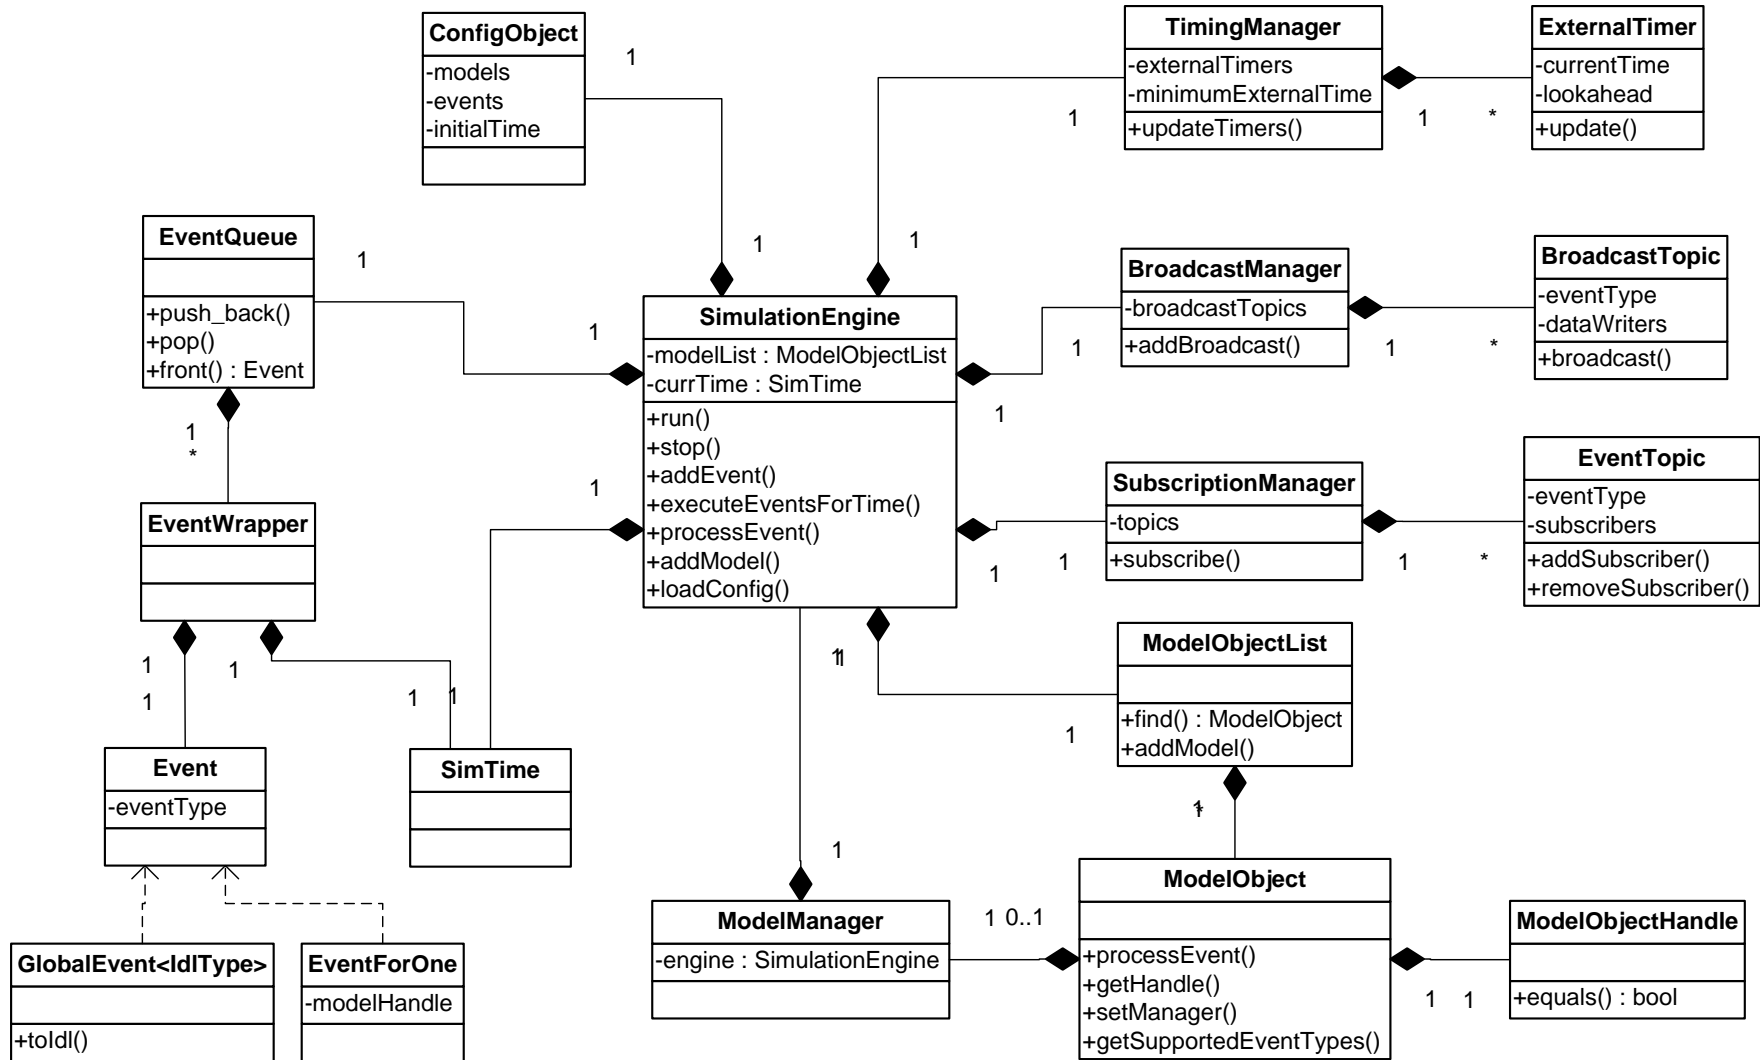 ConfigObject
-models
-events
-initialTime
1
1
TimingManager
-externalTimers
-minimumExternalTime
+updateTimers()
1
1
1
*
ExternalTimer
-currentTime
-lookahead
+update()
EventQueue
+push_back()
+pop()
+front() : Event
1
1
1
*
SimulationEngine
-modelList : ModelObjectList
-currTime : SimTime
+run()
+stop()
+addEvent()
+executeEventsForTime()
+processEvent()
+addModel()
+loadConfig()
BroadcastManager
-broadcastTopics
+addBroadcast()
1
1
1
*
BroadcastTopic
-eventType
-dataWriters
+broadcast()
SubscriptionManager
-topics
+subscribe()
1
1
1
*
EventTopic
-eventType
-subscribers
+addSubscriber()
+removeSubscriber()
EventWrapper
1
1
1
1
1
1
Event
-eventType
SimTime
ModelObjectList
+find() : ModelObject
+addModel()
1
1
1
1
*
GlobalEvent<IdlType>
+toIdl()
EventForOne
-modelHandle
ModelManager
-engine : SimulationEngine
1
1
0..1
ModelObject
+processEvent()
+getHandle()
+setManager()
+getSupportedEventTypes()
1
1
ModelObjectHandle
+equals() : bool